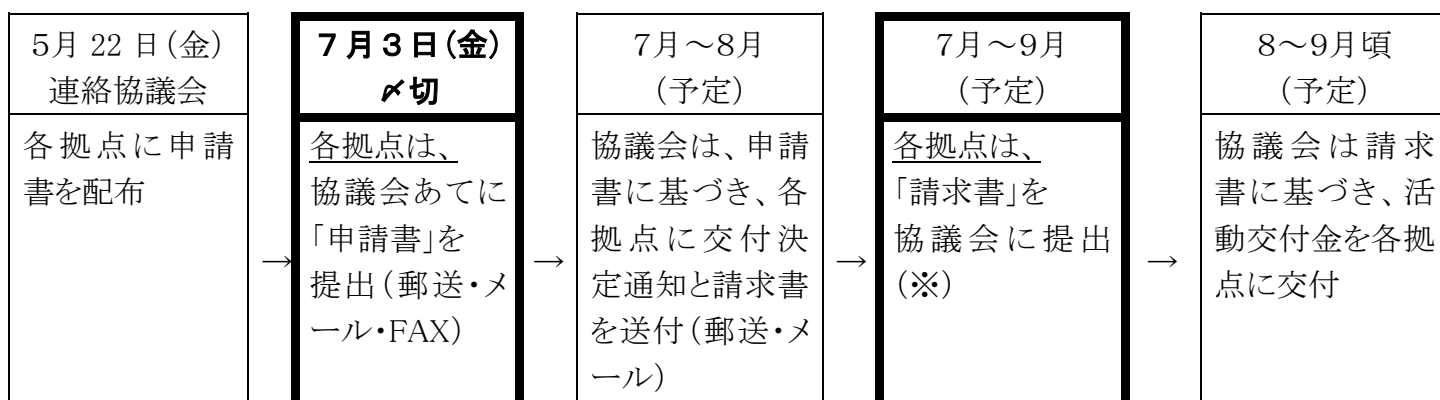 5月 22 日(金)
連絡協議会
各拠点に申請
書を配布
→
7月3日(金)
〆切
各拠点は、
協議会あてに
「申請書」を
提出(郵送・メ
ール・FAX)
→
7月～8月
(予定)
協議会は、申請
書に基づき、各
拠点に交付決
定通知と請求書
を送付(郵送・メ
ール)
→
7月～9月
(予定)
各拠点は、
「請求書」を
協議会に提出
(※)
→
8～9月頃
(予定)
協議会は請求
書に基づき、活
動交付金を各拠
点に交付